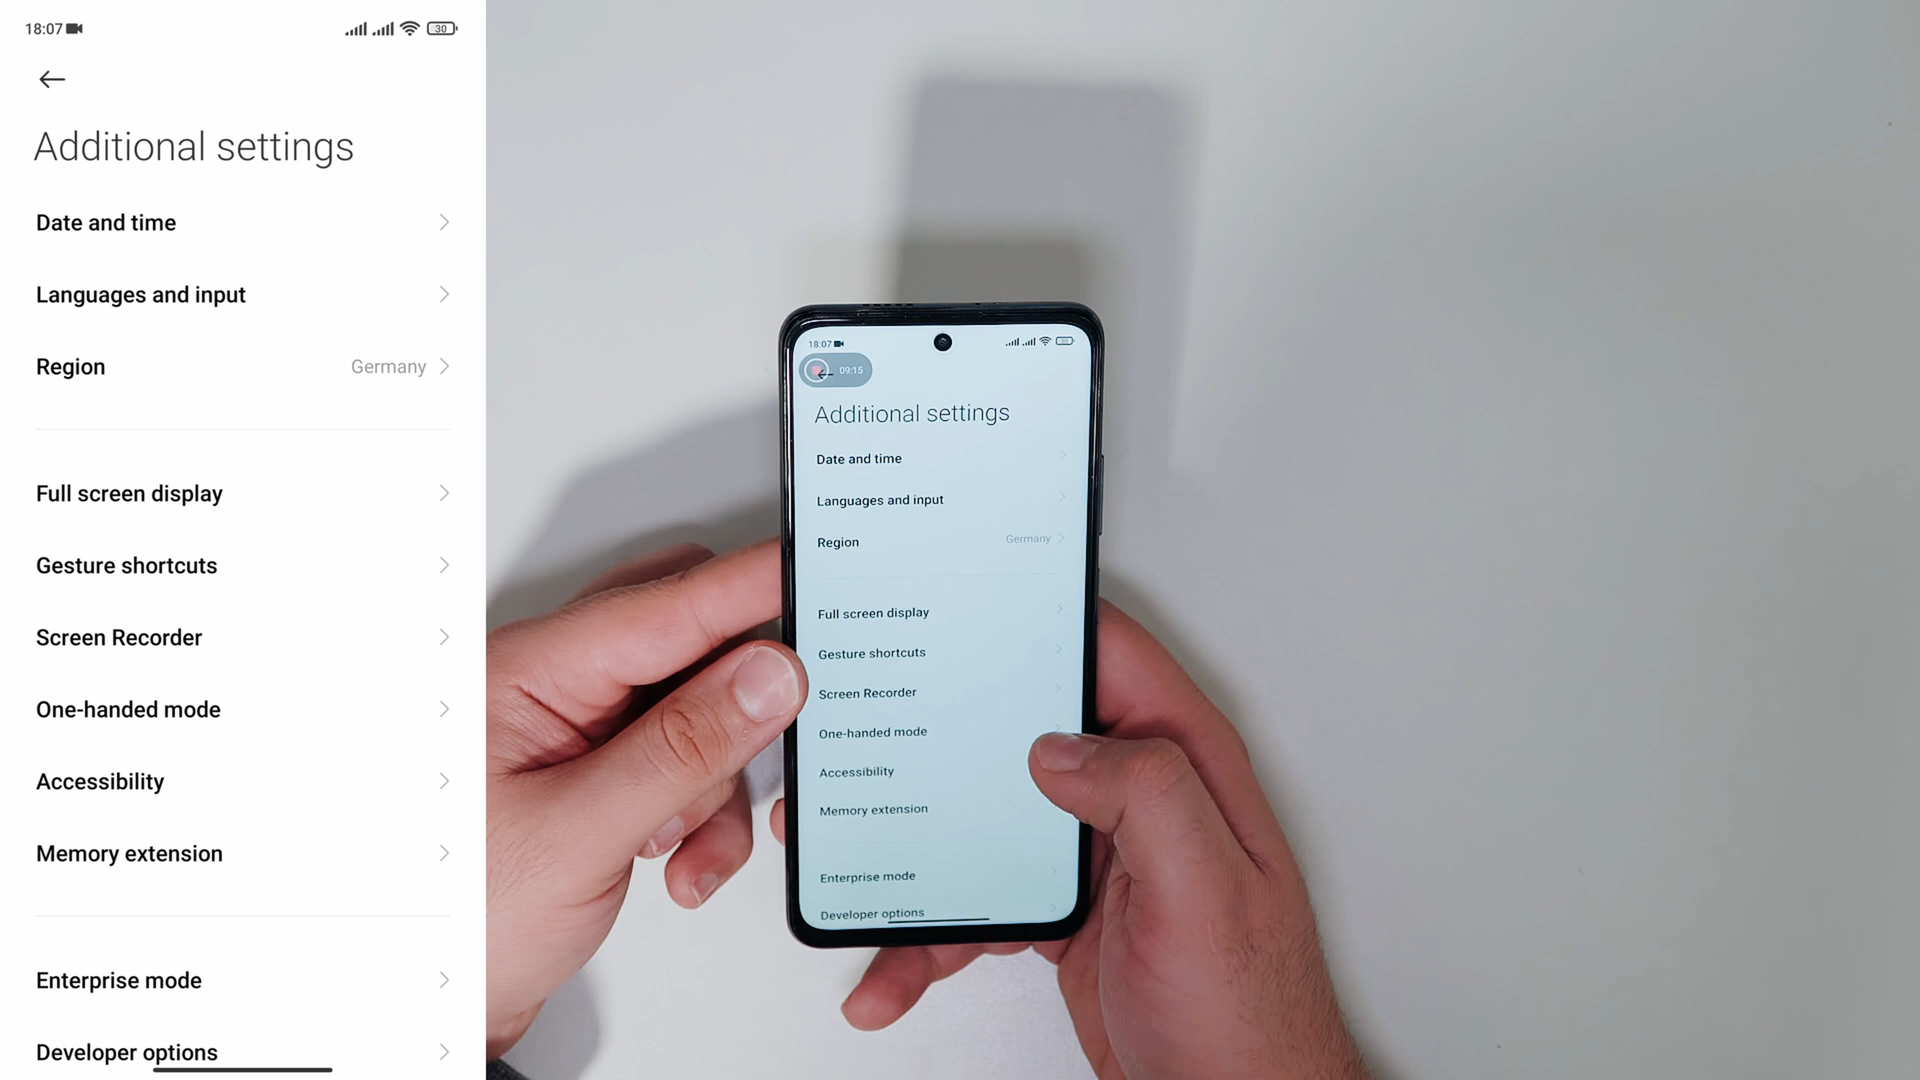 18:07
30
Additional settings
Date and time
Languages and input
Region Germany
Full screen display
Gesture shortcuts
Screen Recorder
One-handed mode
Accessibility
Memory extension
Enterprise mode
Developer options
18:07
09:15
Additional settings
Date and time
Languages and input
Region Germany
Full screen display
Gesture shortcuts
Screen Recorder
One-handed mode
Accessibility
Memory extension
Enterprise mode
Developer options